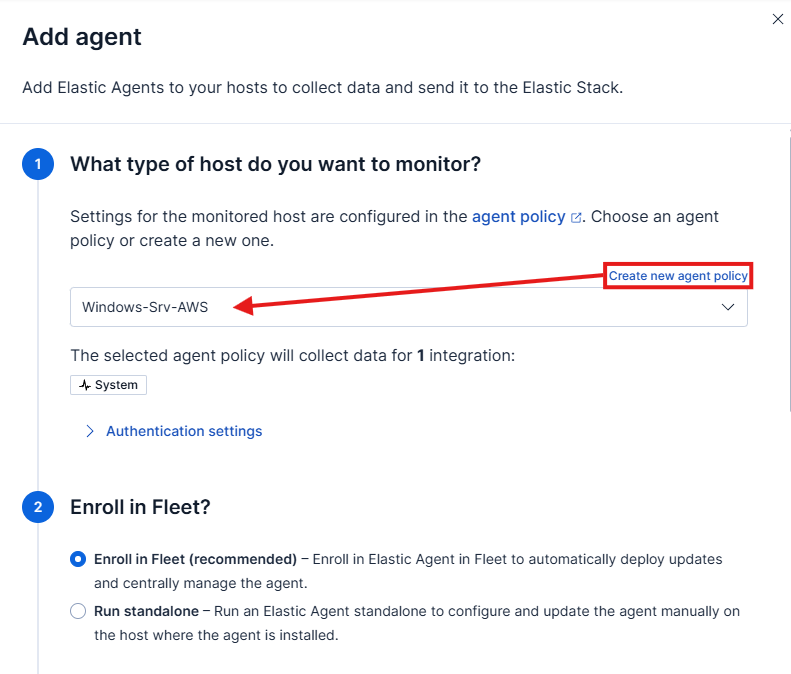 Add agent
Add Elastic Agents to your hosts to collect data and send it to the Elastic Stack.
1
What type of host do you want to monitor?
Settings for the monitored host are configured in the agent policy. Choose an agent
policy or create a new one.
Create new agent policy
Windows-Srv-AWS
The selected agent policy will collect data for 1 integration:
System
Authentication settings
2
Enroll in Fleet?
Enroll in Fleet (recommended) – Enroll in Elastic Agent in Fleet to automatically deploy updates
and centrally manage the agent.
Run standalone – Run an Elastic Agent standalone to configure and update the agent manually on
the host where the agent is installed.